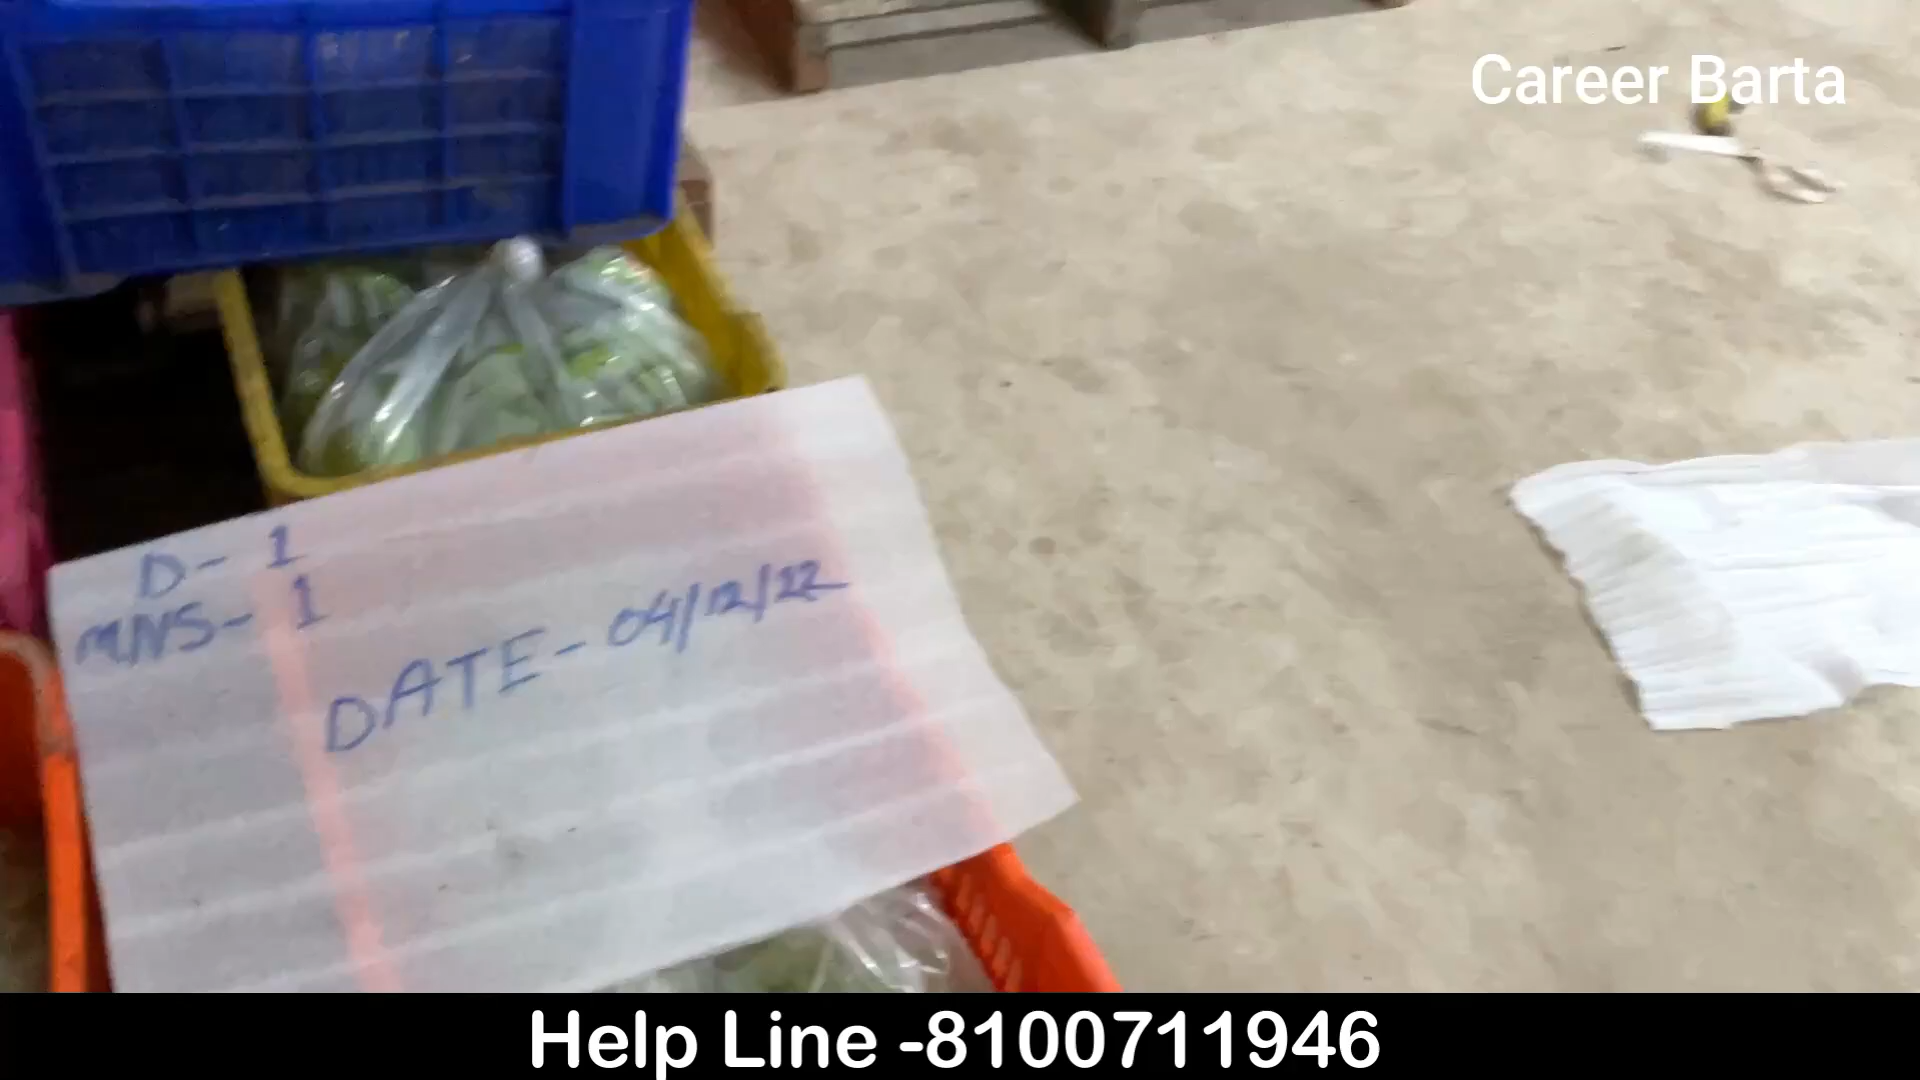 Career Barta
D- 1
MNS- 1
DATE- 04/12/22
Help Line -8100711946